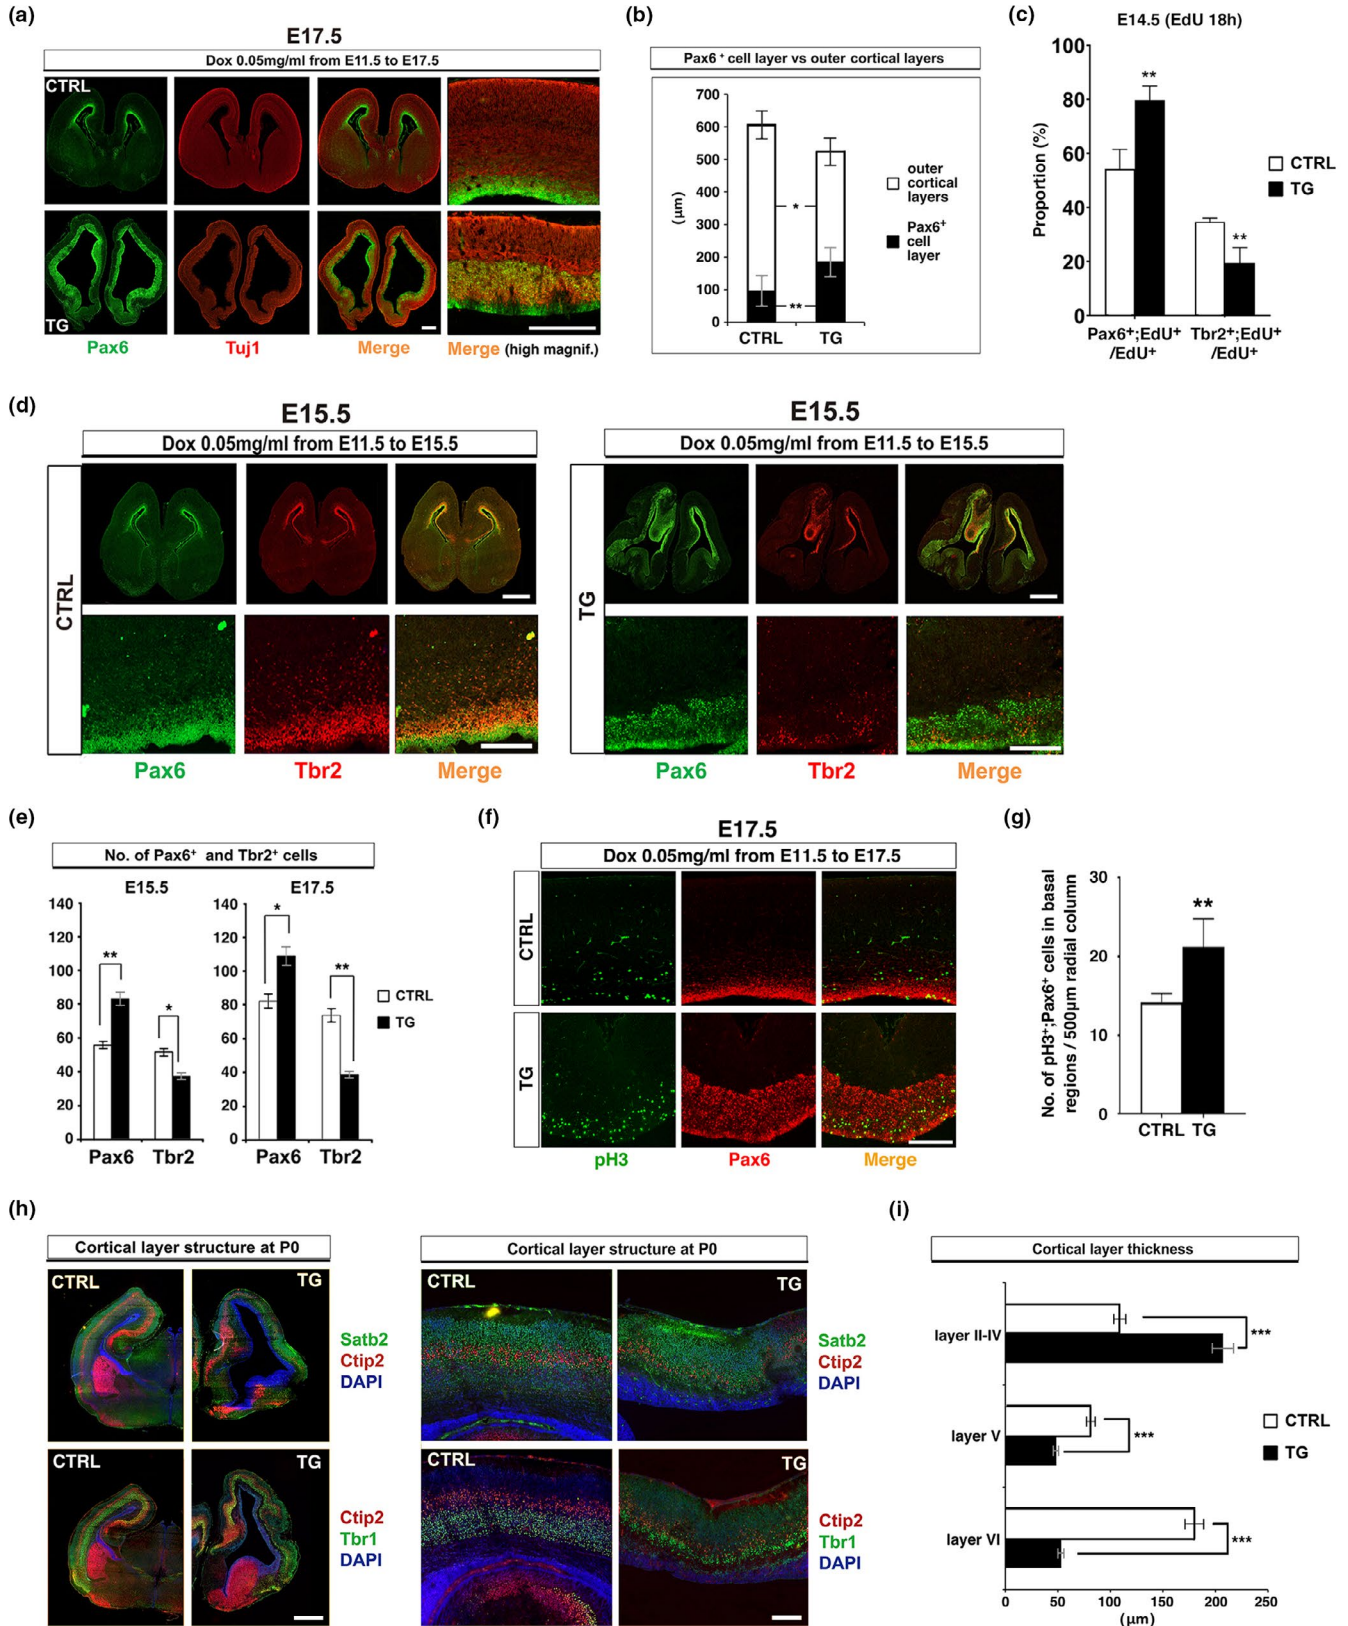 (a)
E17.5
Dox 0.05mg/ml from E11.5 to E17.5
CTRL
TG
Pax6
Tuj1
Merge
Merge (high magnif.)
(b)
Pax6 + cell layer vs outer cortical layers
700
600
500
400
300
200
100
0
(μm)
*
**
CTRL
TG
outer
cortical
layers
Pax6+
cell
layer
(c)
E14.5 (EdU 18h)
100
80
60
40
20
0
Proportion (%)
**
**
CTRL
TG
Pax6+;EdU+
/EdU+
Tbr2+;EdU+
/EdU+
(d)
E15.5
Dox 0.05mg/ml from E11.5 to E15.5
CTRL
Pax6
Tbr2
Merge
E15.5
Dox 0.05mg/ml from E11.5 to E15.5
TG
Pax6
Tbr2
Merge
(e)
No. of Pax6+ and Tbr2+ cells
E15.5
140
120
100
80
60
40
20
0
**
*
Pax6
Tbr2
E17.5
140
120
100
80
60
40
20
0
*
**
Pax6
Tbr2
CTRL
TG
(f)
E17.5
Dox 0.05mg/ml from E11.5 to E17.5
CTRL
TG
pH3
Pax6
Merge
(g)
No. of pH3+;Pax6+ cells in basal
regions / 500μm radial column
30
20
10
0
**
CTRL
TG
(h)
Cortical layer structure at P0
CTRL
TG
Satb2
Ctip2
DAPI
CTRL
TG
Ctip2
Tbr1
DAPI
Cortical layer structure at P0
CTRL
TG
Satb2
Ctip2
DAPI
CTRL
TG
Ctip2
Tbr1
DAPI
(i)
Cortical layer thickness
layer II-IV
***
layer V
***
layer VI
***
CTRL
TG
0
50
100
150
200
250
(μm)